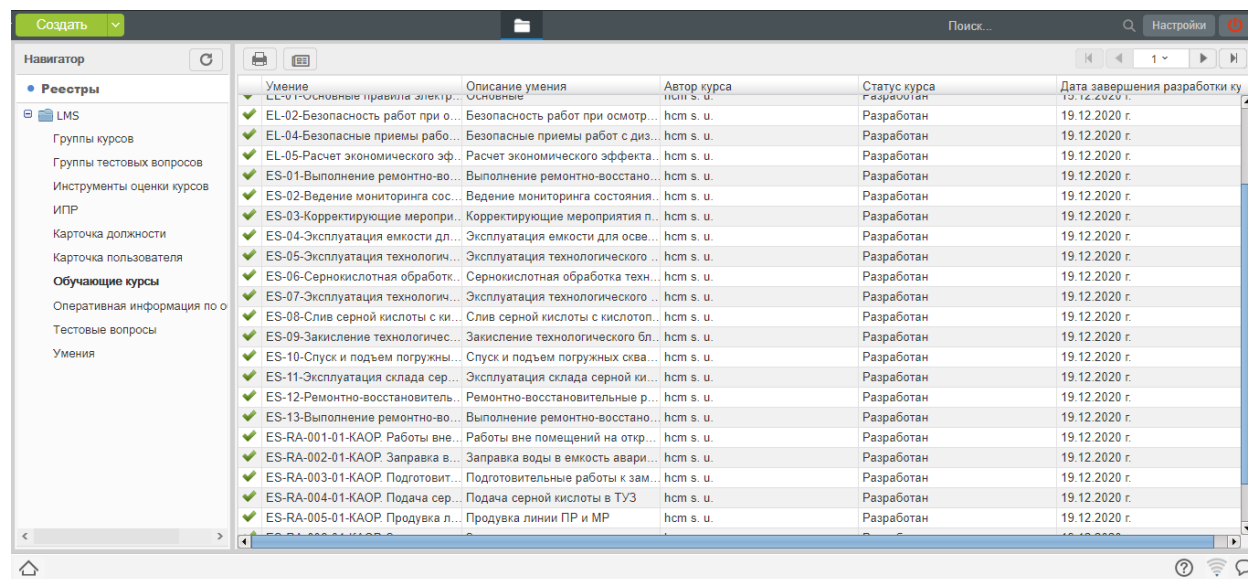 Создать
Поиск...
Настройки
Навигатор
1
Реестры
Умение Описание умения Автор курса Статус курса Дата завершения разработки ку
LMS
Группы курсов
Группы тестовых вопросов
Инструменты оценки курсов
ИПР
Карточка должности
Карточка пользователя
Обучающие курсы
Оперативная информация по о
Тестовые вопросы
Умения
EL-01-Основные правила электр... Основные hcm s. u. Разработан 15.12.2020 г.
EL-02-Безопасность работ при о... Безопасность работ при осмотр... hcm s. u. Разработан 19.12.2020 г.
EL-04-Безопасные приемы рабо... Безопасные приемы работ с диз... hcm s. u. Разработан 19.12.2020 г.
EL-05-Расчет экономического эф... Расчет экономического эффекта... hcm s. u. Разработан 19.12.2020 г.
ES-01-Выполнение ремонтно-во... Выполнение ремонтно-восстано... hcm s. u. Разработан 19.12.2020 г.
ES-02-Ведение мониторинга сос... Ведение мониторинга состояния... hcm s. u. Разработан 19.12.2020 г.
ES-03-Корректирующие меропри... Корректирующие мероприятия п... hcm s. u. Разработан 19.12.2020 г.
ES-04-Эксплуатация емкости дл... Эксплуатация емкости для осве... hcm s. u. Разработан 19.12.2020 г.
ES-05-Эксплуатация технологич... Эксплуатация технологического ... hcm s. u. Разработан 19.12.2020 г.
ES-06-Сернокислотная обработк... Сернокислотная обработка техн... hcm s. u. Разработан 19.12.2020 г.
ES-07-Эксплуатация технологич... Эксплуатация технологического ... hcm s. u. Разработан 19.12.2020 г.
ES-08-Слив серной кислоты с ки... Слив серной кислоты с кислотоп... hcm s. u. Разработан 19.12.2020 г.
ES-09-Закисление технологичес... Закисление технологического бл... hcm s. u. Разработан 19.12.2020 г.
ES-10-Спуск и подъем погружны... Спуск и подъем погружных сква... hcm s. u. Разработан 19.12.2020 г.
ES-11-Эксплуатация склада сер... Эксплуатация склада серной ки... hcm s. u. Разработан 19.12.2020 г.
ES-12-Ремонтно-восстановитель... Ремонтно-восстановительные р... hcm s. u. Разработан 19.12.2020 г.
ES-13-Выполнение ремонтно-во... Выполнение ремонтно-восстано... hcm s. u. Разработан 19.12.2020 г.
ES-RA-001-01-КАОР. Работы вне... Работы вне помещений на откр... hcm s. u. Разработан 19.12.2020 г.
ES-RA-002-01-КАОР. Заправка в... Заправка воды в емкость авари... hcm s. u. Разработан 19.12.2020 г.
ES-RA-003-01-КАОР. Подготовит... Подготовительные работы к зам... hcm s. u. Разработан 19.12.2020 г.
ES-RA-004-01-КАОР. Подача сер... Подача серной кислоты в ТУЗ hcm s. u. Разработан 19.12.2020 г.
ES-RA-005-01-КАОР. Продувка л... Продувка линии ПР и МР hcm s. u. Разработан 19.12.2020 г.